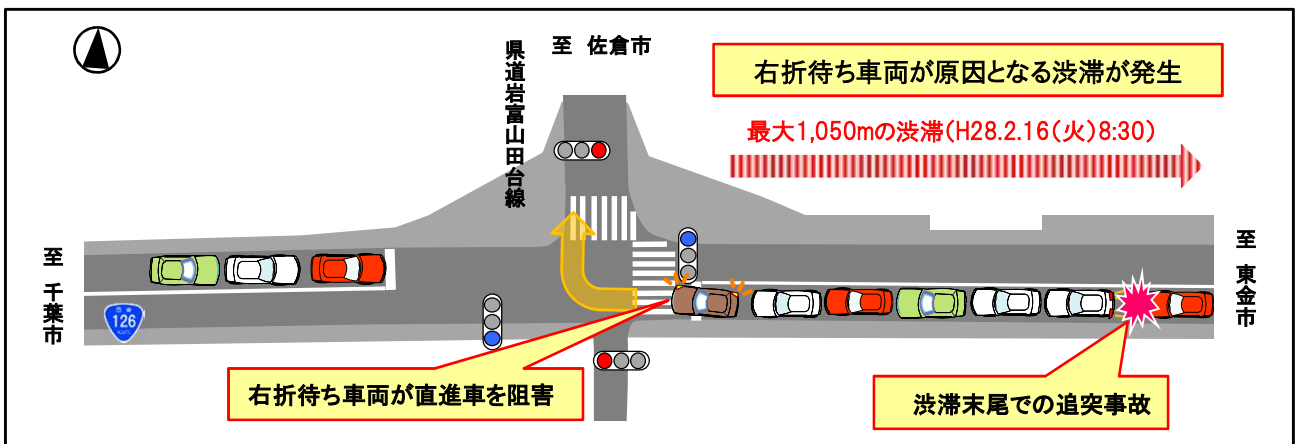 県道岩富山田台線
至 佐倉市
右折待ち車両が原因となる渋滞が発生
最大1,050mの渋滞(H28.2.16(火)8:30)
至 千葉市
126
至 東金市
右折待ち車両が直進車を阻害
渋滞末尾での追突事故